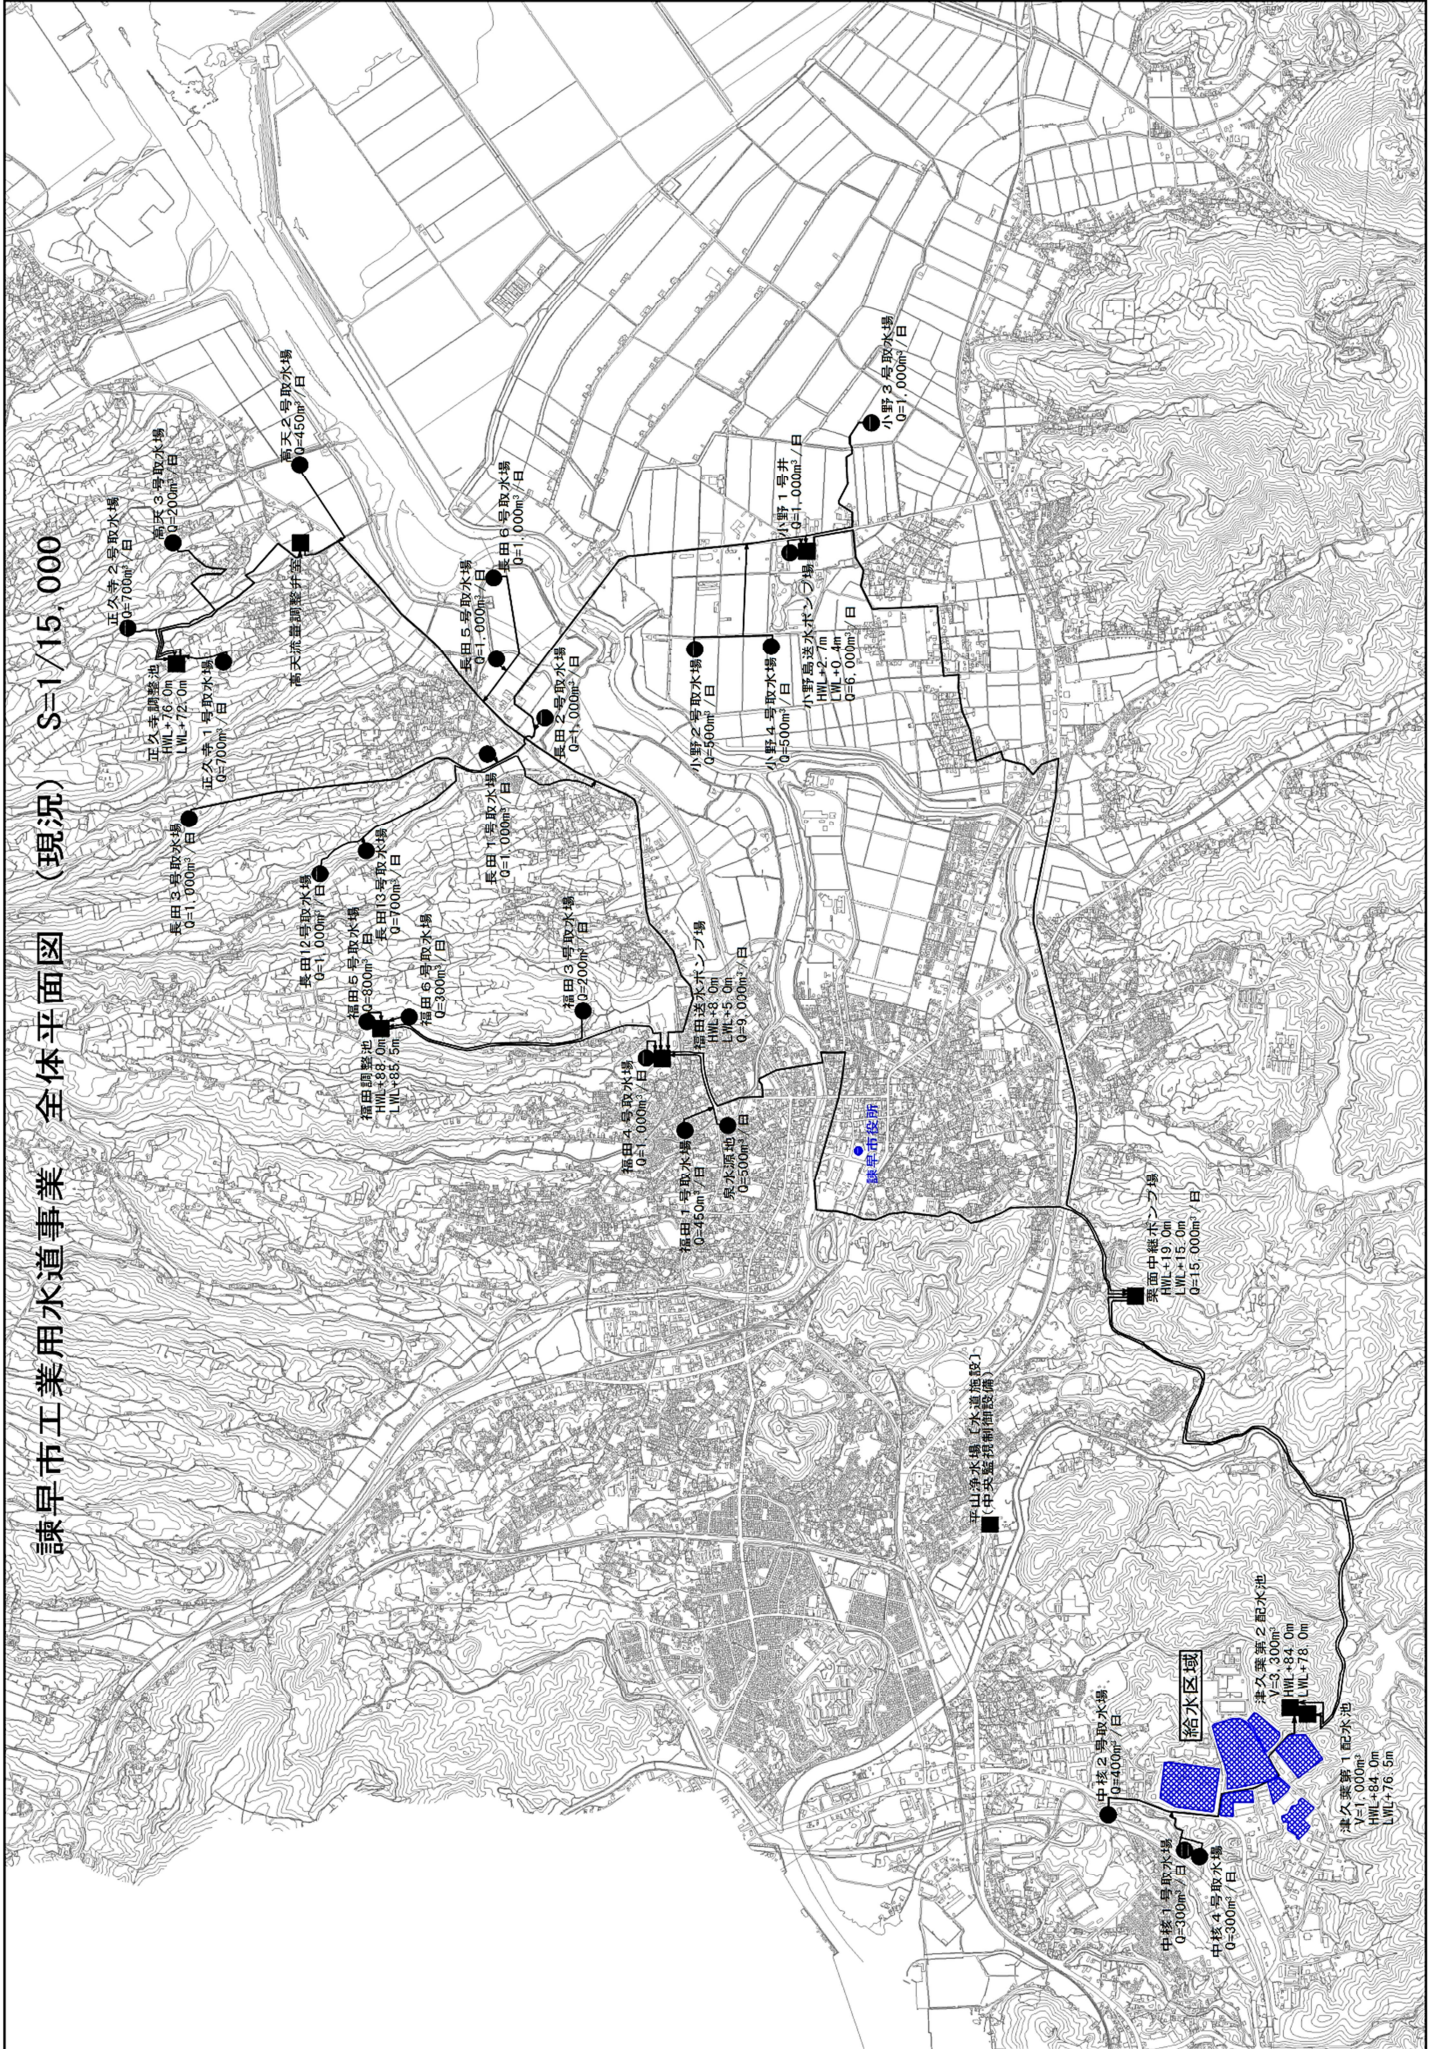 諫早市工業用水道事業　全体平面図　(現況)　S=1/15,000
正久寺2号取水場
Q=700m³/日
高天3号取水場
Q=200m³/日
高天2号取水場
Q=450m³/日
正久寺調整池
HWL+76.0m
LWL+72.0m
正久寺1号取水場
Q=700m³/日
高天流量調整弁室
長田3号取水場
Q=1,000m³/日
長田12号取水場
Q=1,000m³/日
長田13号取水場
Q=700m³/日
長田1号取水場
Q=1,000m³/日
長田5号取水場
Q=1,000m³/日
長田6号取水場
Q=1,000m³/日
長田2号取水場
Q=1,000m³/日
福田5号取水場
Q=800m³/日
福田調整池
HWL+88.0m
LWL+85.5m
福田6号取水場
Q=300m³/日
福田3号取水場
Q=200m³/日
福田4号取水場
Q=1,000m³/日
福田送水ポンプ場
HWL+8.0m
LWL+5.0m
Q=9,000m³/日
福田1号取水場
Q=450m³/日
泉水源地
Q=500m³/日
小野2号取水場
Q=500m³/日
小野4号取水場
Q=500m³/日
小野1号井
Q=1,000m³/日
小野島送水ポンプ場
HWL+2.7m
LWL+0.4m
Q=6,000m³/日
小野3号取水場
Q=1,000m³/日
諫早市役所
栗面中継ポンプ場
HWL+19.0m
LWL+15.0m
Q=15,000m³/日
平山浄水場[水道施設]
(中央監視制御設備)
給水区域
津久葉第2配水池
V=3,300m³
HWL+84.0m
LWL+78.0m
津久葉第1配水池
V=1,000m³
HWL+84.0m
LWL+76.5m
中核2号取水場
Q=400m³/日
中核1号取水場
Q=300m³/日
中核4号取水場
Q=300m³/日